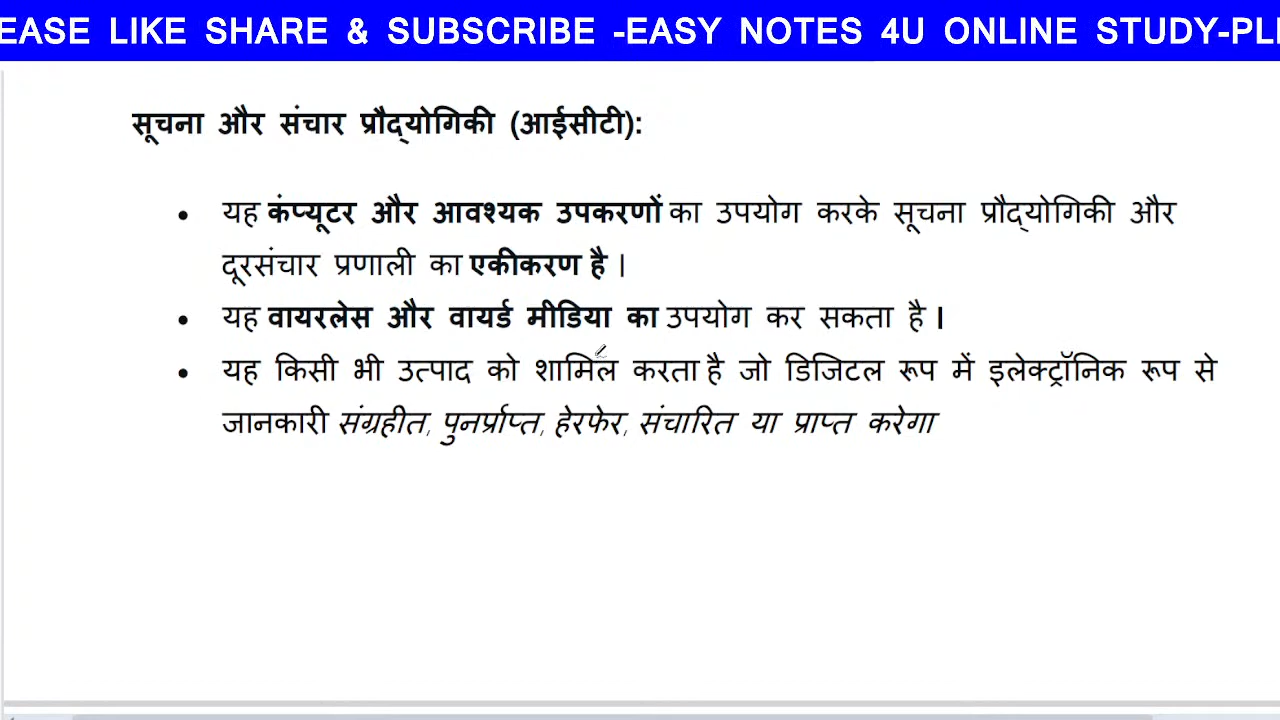 EASE LIKE SHARE & SUBSCRIBE -EASY NOTES 4U ONLINE STUDY-PL
सूचना और संचार प्रौद्योगिकी (आईसीटी):
• यह कंप्यूटर और आवश्यक उपकरणों का उपयोग करके सूचना प्रौद्योगिकी और
दूरसंचार प्रणाली का एकीकरण है ।
• यह वायरलेस और वायर्ड मीडिया का उपयोग कर सकता है ।
• यह किसी भी उत्पाद को शामिल करता है जो डिजिटल रूप में इलेक्ट्रॉनिक रूप से
जानकारी संग्रहीत, पुनर्प्राप्त, हेरफेर, संचारित या प्राप्त करेगा